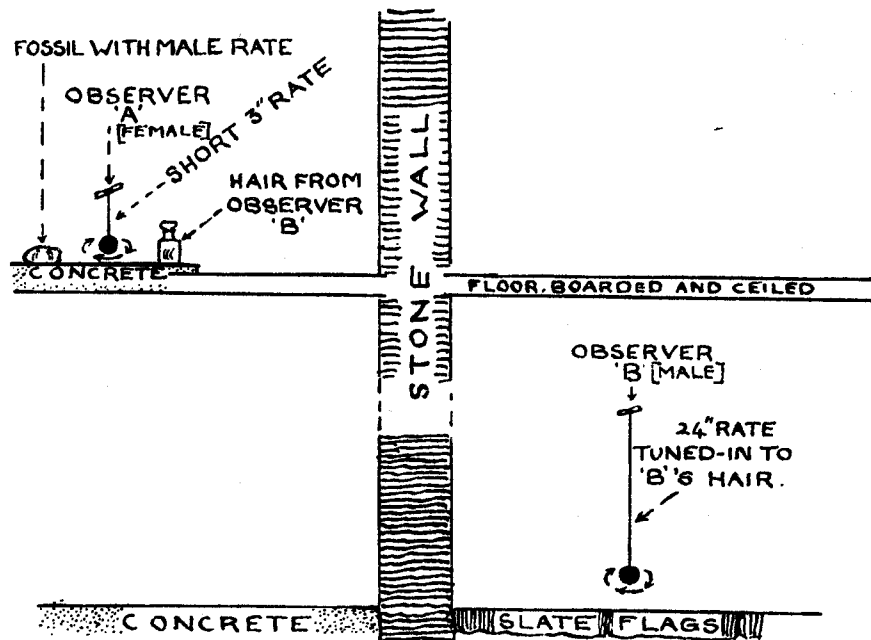 FOSSIL WITH MALE RATE
OBSERVER
'A'
[FEMALE]
SHORT 3" RATE
HAIR FROM
OBSERVER
'B'
CONCRETE
STONE WALL
FLOOR, BOARDED AND CEILED
OBSERVER
'B' [MALE]
24" RATE
TUNED-IN TO
'B''S HAIR.
CONCRETE
SLATE FLAGS